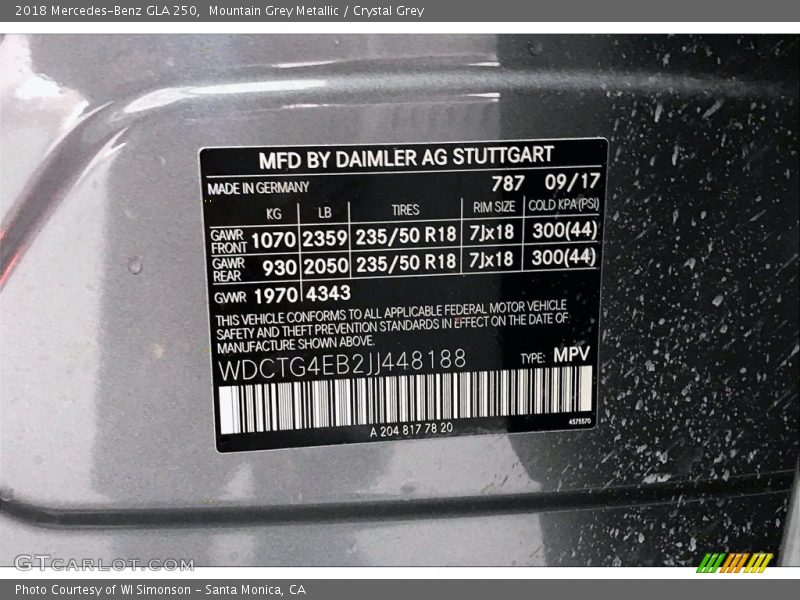 2018 Mercedes-Benz GLA 250,  Mountain Grey Metallic / Crystal Grey
MFD BY DAIMLER AG STUTTGART
MADE IN GERMANY 787 09/17
KG LB TIRES RIM SIZE COLD KPA(PSI)
GAWR FRONT 1070 2359 235/50 R18 7Jx18 300(44)
GAWR REAR 930 2050 235/50 R18 7Jx18 300(44)
GVWR 1970 4343
THIS VEHICLE CONFORMS TO ALL APPLICABLE FEDERAL MOTOR VEHICLE
SAFETY AND THEFT PREVENTION STANDARDS IN EFFECT ON THE DATE OF
MANUFACTURE SHOWN ABOVE.
WDCTG4EB2JJ448188 TYPE: MPV
A 204 817 78 20 4575570
GTCARLOT.COM
Photo Courtesy of WI Simonson - Santa Monica, CA